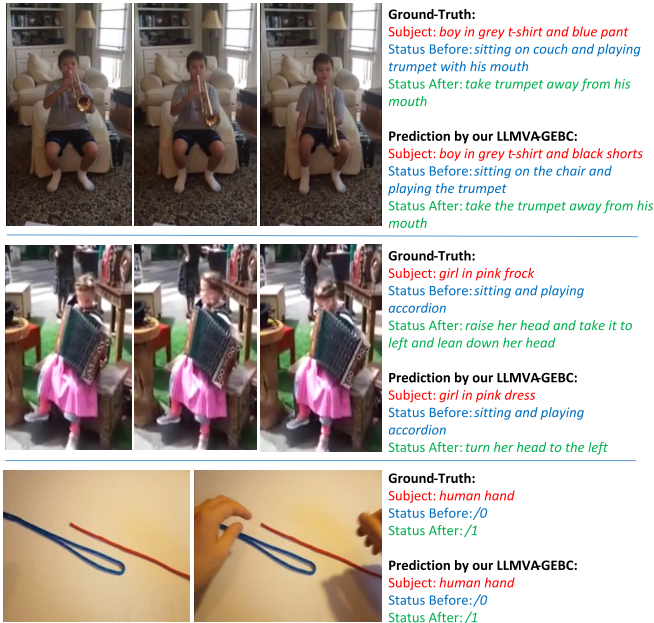 Ground-Truth:
Subject: boy in grey t-shirt and blue pant
Status Before: sitting on couch and playing
trumpet with his mouth
Status After: take trumpet away from his
mouth
Prediction by our LLMVA-GEBC:
Subject: boy in grey t-shirt and black shorts
Status Before: sitting on the chair and
playing the trumpet
Status After: take the trumpet away from his
mouth
Ground-Truth:
Subject: girl in pink frock
Status Before: sitting and playing
accordion
Status After: raise her head and take it to
left and lean down her head
Prediction by our LLMVA-GEBC:
Subject: girl in pink dress
Status Before: sitting and playing
accordion
Status After: turn her head to the left
Ground-Truth:
Subject: human hand
Status Before: /0
Status After: /1
Prediction by our LLMVA-GEBC:
Subject: human hand
Status Before: /0
Status After: /1